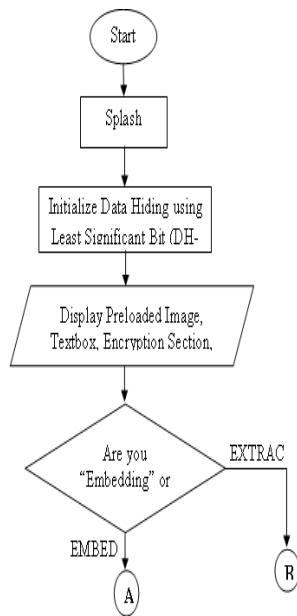 Start
Splash
Initialize Data Hiding using
Least Significant Bit (DH-
Display Preloaded Image,
Textbox, Encryption Section,
Are you
“Embedding” or
EXTRAC
EMBED
B
A